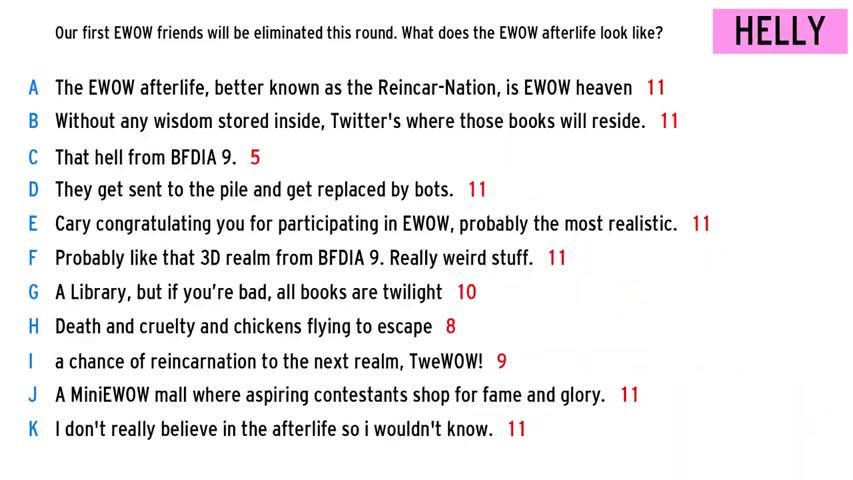 Our first EWOW friends will be eliminated this round. What does the EWOW afterlife look like?
HELLY
A The EWOW afterlife, better known as the Reincar-Nation, is EWOW heaven 11
B Without any wisdom stored inside, Twitter's where those books will reside. 11
C That hell from BFDIA 9. 5
D They get sent to the pile and get replaced by bots. 11
E Cary congratulating you for participating in EWOW, probably the most realistic. 11
F Probably like that 3D realm from BFDIA 9. Really weird stuff. 11
G A Library, but if you're bad, all books are twilight 10
H Death and cruelty and chickens flying to escape 8
I a chance of reincarnation to the next realm, TweWOW! 9
J A MiniEWOW mall where aspiring contestants shop for fame and glory. 11
K I don't really believe in the afterlife so i wouldn't know. 11